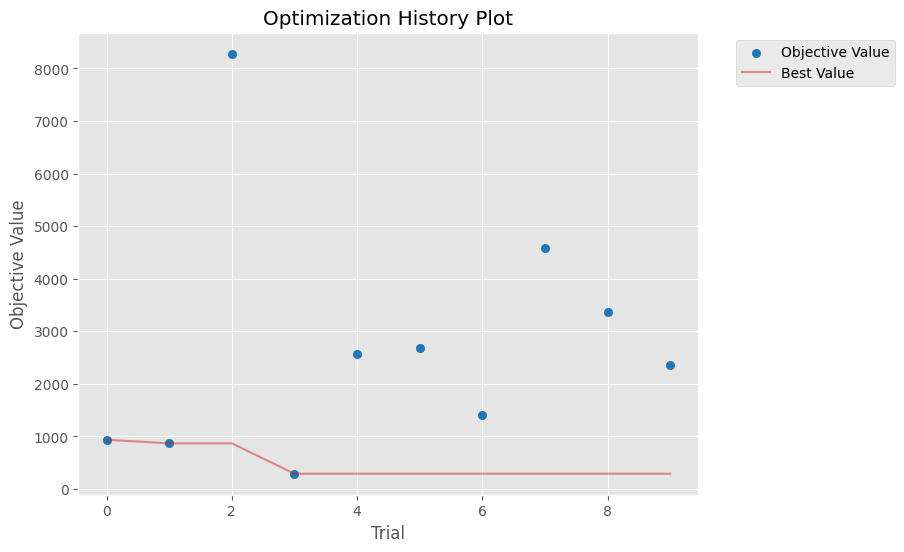 Optimization History Plot
Objective Value
Best Value
Objective Value
8000
7000
6000
5000
4000
3000
2000
1000
0
0 2 4 6 8
Trial